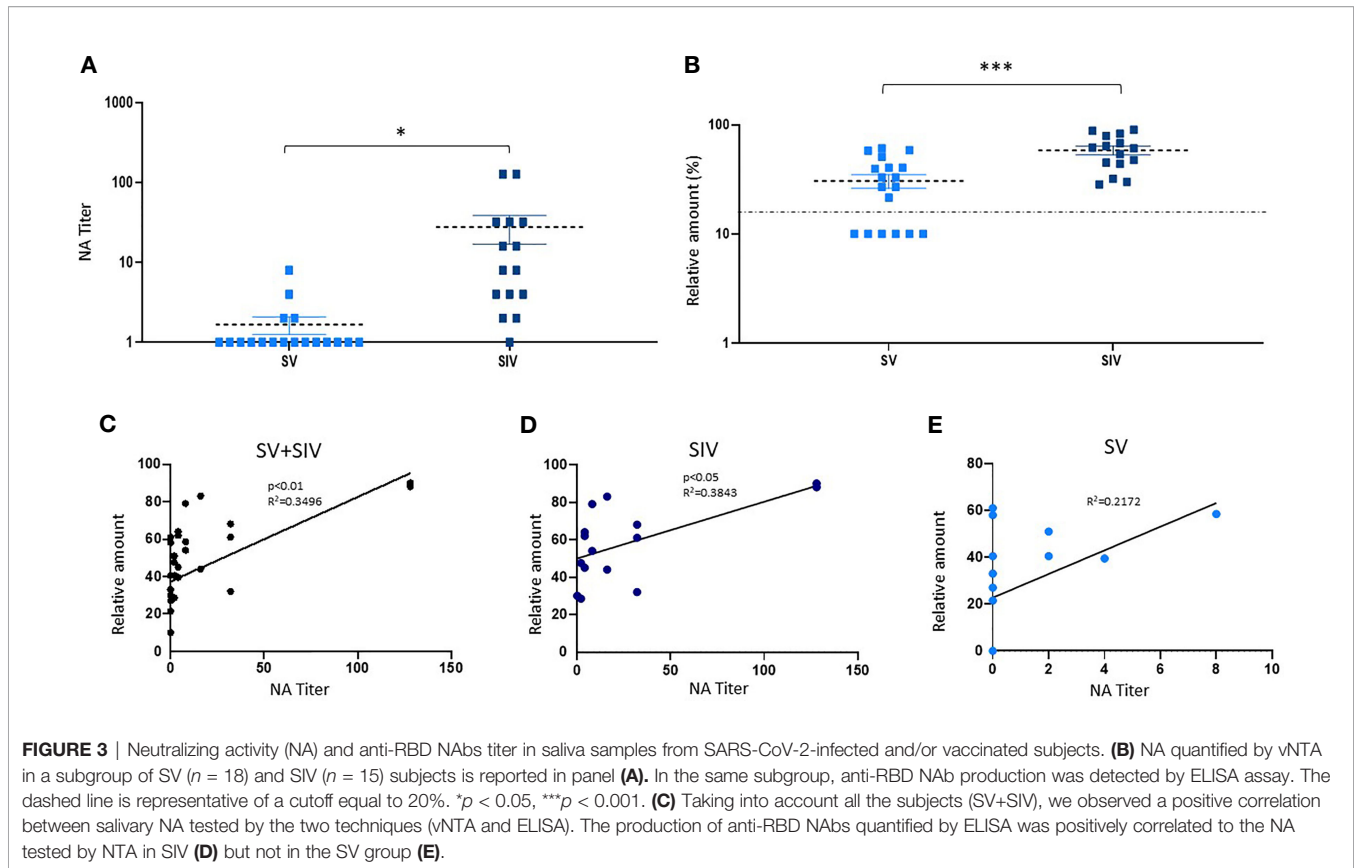 A
1000
100
10
1
NA Titer
*
SV
SIV
B
100
10
1
Relative amount (%)
***
SV
SIV
C
SV+SIV
p<0.01
R²=0.3496
100
80
60
40
20
0
Relative amount
0
50
100
150
NA Titer
D
SIV
p<0.05
R²=0.3843
100
80
60
40
20
0
Relative amount
0
50
100
150
NA Titer
E
SV
R²=0.2172
80
60
40
20
0
Relative amount
0
2
4
6
8
10
NA Titer
FIGURE 3 | Neutralizing activity (NA) and anti-RBD NAbs titer in saliva samples from SARS-CoV-2-infected and/or vaccinated subjects. (B) NA quantified by vNTA
in a subgroup of SV (n = 18) and SIV (n = 15) subjects is reported in panel (A). In the same subgroup, anti-RBD NAb production was detected by ELISA assay. The
dashed line is representative of a cutoff equal to 20%. *p < 0.05, ***p < 0.001. (C) Taking into account all the subjects (SV+SIV), we observed a positive correlation
between salivary NA tested by the two techniques (vNTA and ELISA). The production of anti-RBD NAbs quantified by ELISA was positively correlated to the NA
tested by NTA in SIV (D) but not in the SV group (E).